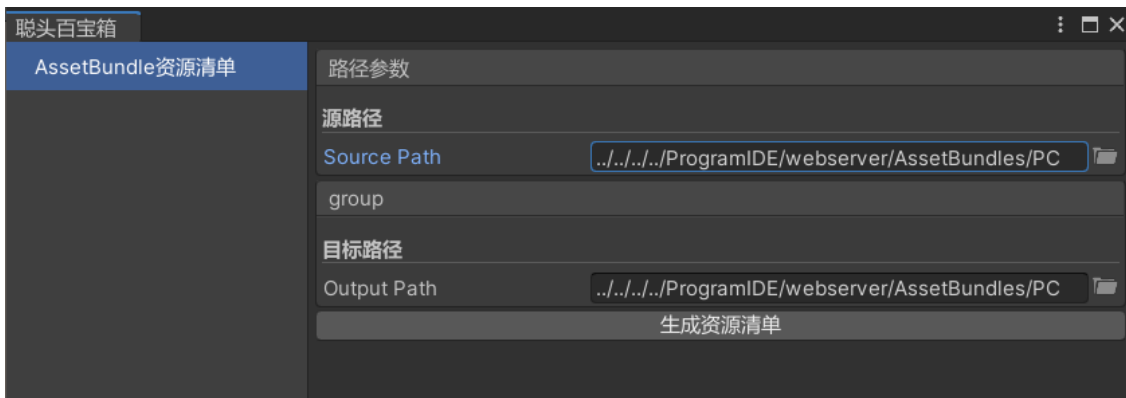 聪头百宝箱
AssetBundle资源清单
路径参数
源路径
Source Path ../../../../ProgramIDE/webserver/AssetBundles/PC
group
目标路径
Output Path ../../../../ProgramIDE/webserver/AssetBundles/PC
生成资源清单